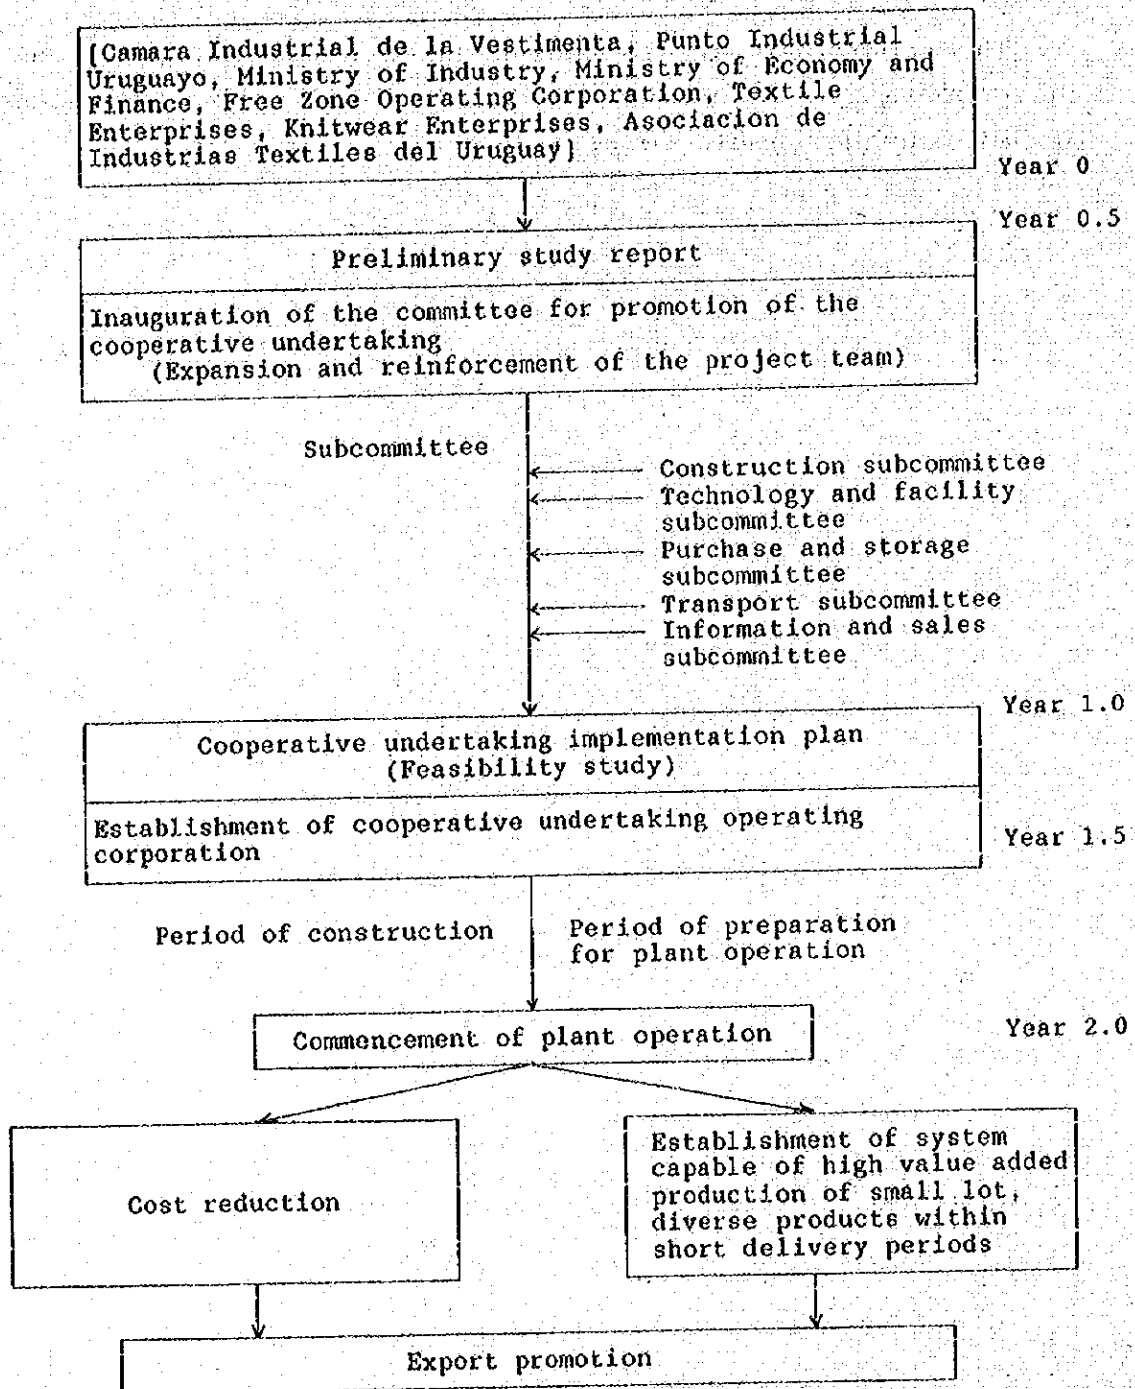 [Camara Industrial de la Vestimenta, Punto Industrial
Uruguayo, Ministry of Industry, Ministry of Economy and
Finance, Free Zone Operating Corporation, Textile
Enterprises, Knitwear Enterprises, Asociacion de
Industrias Textiles del Uruguay]
Year 0
Year 0.5
Preliminary study report
Inauguration of the committee for promotion of the
cooperative undertaking
(Expansion and reinforcement of the project team)
Subcommittee
Construction subcommittee
Technology and facility
subcommittee
Purchase and storage
subcommittee
Transport subcommittee
Information and sales
subcommittee
Year 1.0
Cooperative undertaking implementation plan
(Feasibility study)
Establishment of cooperative undertaking operating
corporation
Year 1.5
Period of construction
Period of preparation
for plant operation
Commencement of plant operation
Year 2.0
Cost reduction
Establishment of system
capable of high value added
production of small lot,
diverse products within
short delivery periods
Export promotion